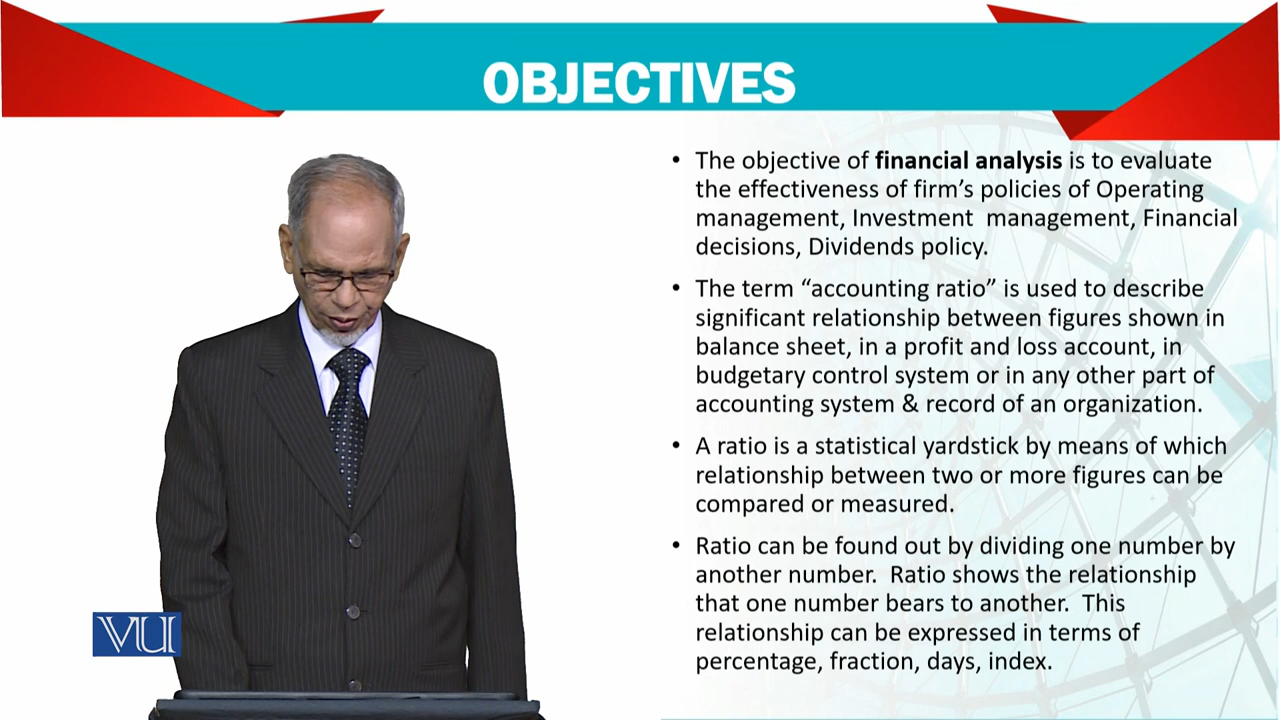 OBJECTIVES
• The objective of financial analysis is to evaluate
the effectiveness of firm’s policies of Operating
management, Investment management, Financial
decisions, Dividends policy.
• The term “accounting ratio” is used to describe
significant relationship between figures shown in
balance sheet, in a profit and loss account, in
budgetary control system or in any other part of
accounting system & record of an organization.
• A ratio is a statistical yardstick by means of which
relationship between two or more figures can be
compared or measured.
• Ratio can be found out by dividing one number by
another number. Ratio shows the relationship
that one number bears to another. This
relationship can be expressed in terms of
percentage, fraction, days, index.
VU